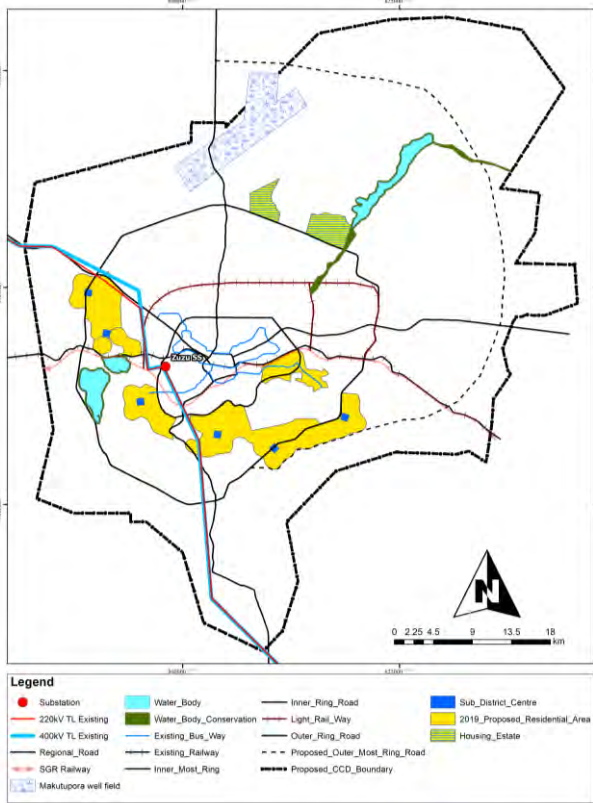 Zuzu SS
N
0 2.25 4.5 9 13.5 18
km
Legend
Substation
220kV TL Existing
400kV TL Existing
Regional_Road
SGR Railway
Makutupora well field
Water_Body
Water_Body_Conservation
Existing_Bus_Way
Existing_Railway
Inner_Most_Ring
Inner_Ring_Road
Light_Rail_Way
Outer_Ring_Road
Proposed_Outer_Most_Ring_Road
Proposed_CCD_Boundary
Sub_District_Centre
2019_Proposed_Residential_Area
Housing_Estate